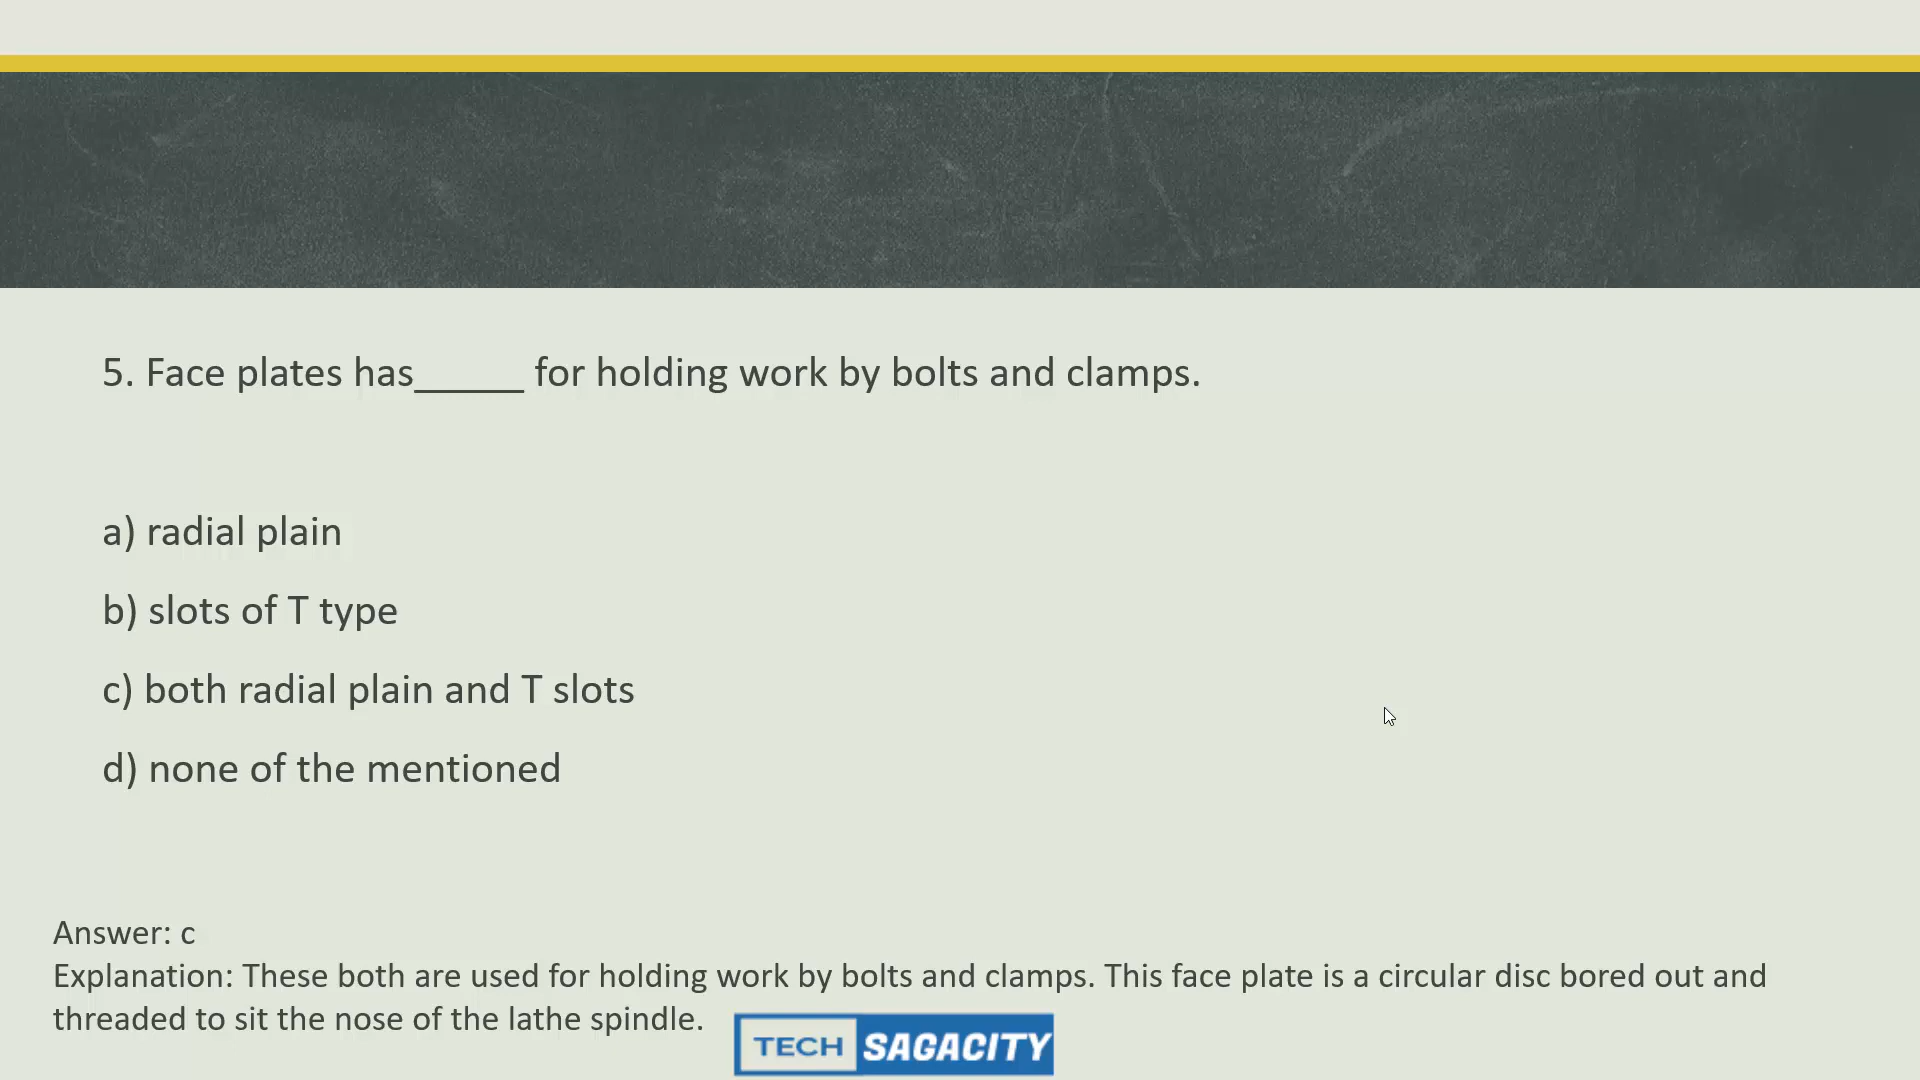 5. Face plates has_____ for holding work by bolts and clamps.
a) radial plain
b) slots of T type
c) both radial plain and T slots
d) none of the mentioned
Answer: c
Explanation: These both are used for holding work by bolts and clamps. This face plate is a circular disc bored out and
threaded to sit the nose of the lathe spindle.
TECH SAGACITY